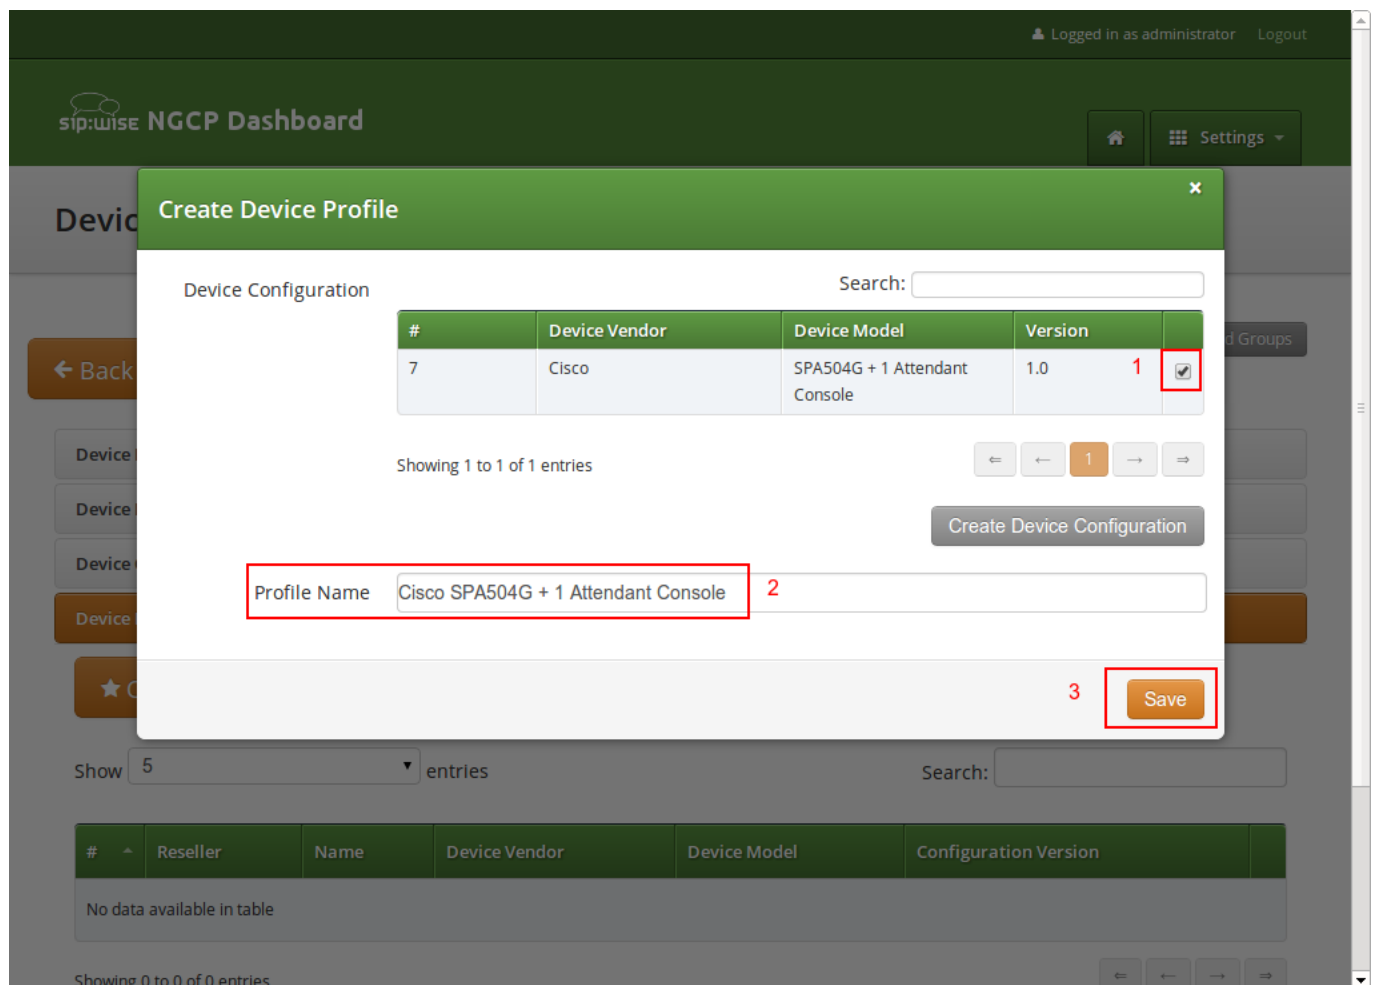 Logged in as administrator Logout
sip:wise NGCP Dashboard
Settings
Create Device Profile
×
Devic
Device Configuration
Search:
# Device Vendor Device Model Version
7 Cisco SPA504G + 1 Attendant 1.0 1
Console
d Groups
← Back
Device
Showing 1 to 1 of 1 entries
⇐ ← 1 → ⇒
Device
Create Device Configuration
Device
Profile Name Cisco SPA504G + 1 Attendant Console 2
Device
3 Save
Show 5 entries
Search:
# Reseller Name Device Vendor Device Model Configuration Version
No data available in table
Showing 0 to 0 of 0 entries
⇐ ← → ⇒